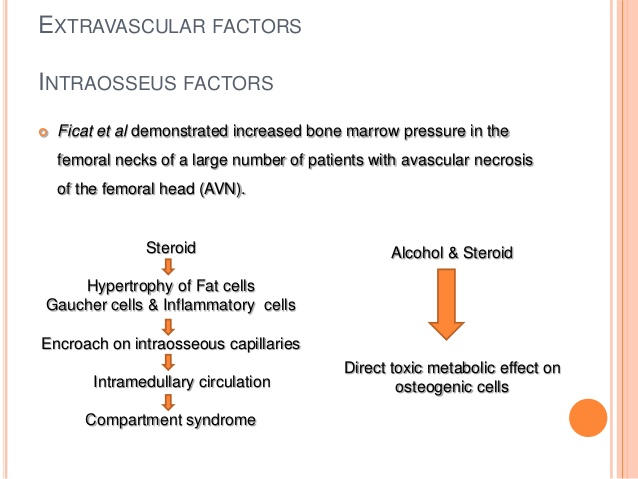 EXTRAVASCULAR FACTORS
INTRAOSSEUS FACTORS
Ficat et al demonstrated increased bone marrow pressure in the
femoral necks of a large number of patients with avascular necrosis
of the femoral head (AVN).
Steroid
Hypertrophy of Fat cells
Gaucher cells & Inflammatory cells
Encroach on intraosseous capillaries
Intramedullary circulation
Compartment syndrome
Alcohol & Steroid
Direct toxic metabolic effect on
osteogenic cells